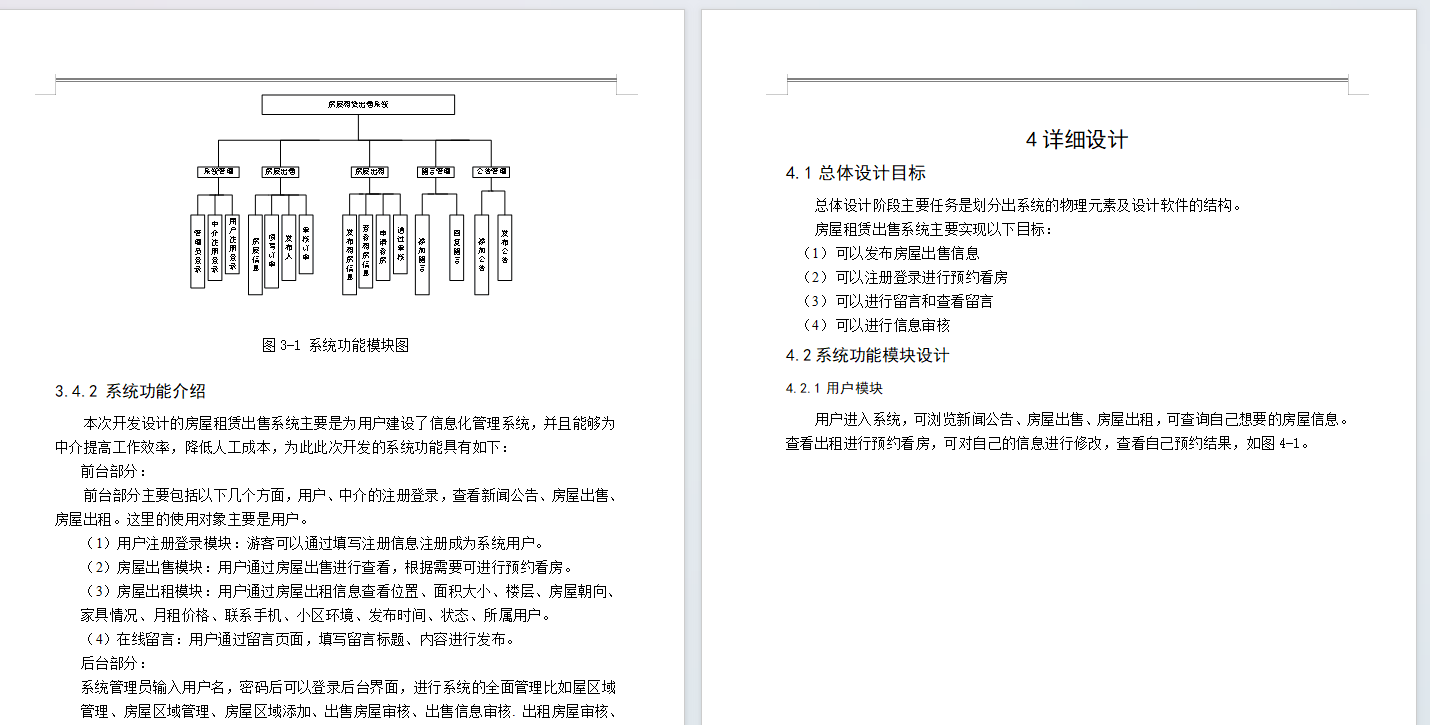 房屋租赁出售系统
系统管理
房屋出售
房屋出租
留言管理
公告管理
管理员登录
中介注册登录
用户注册登录
房屋信息
填写订单
发布人
审核订单
发布租房信息
查看租房信息
申请看房
通过审核
添加留言
回复留言
添加公告
发布公告
图 3-1 系统功能模块图
3.4.2 系统功能介绍
本次开发设计的房屋租赁出售系统主要是为用户建设了信息化管理系统，并且能够为
中介提高工作效率，降低人工成本，为此此次开发的系统功能具有如下：
前台部分：
前台部分主要包括以下几个方面，用户、中介的注册登录，查看新闻公告、房屋出售、
房屋出租。这里的使用对象主要是用户。
（1）用户注册登录模块：游客可以通过填写注册信息注册成为系统用户。
（2）房屋出售模块：用户通过房屋出售进行查看，根据需要可进行预约看房。
（3）房屋出租模块：用户通过房屋出租信息查看位置、面积大小、楼层、房屋朝向、
家具情况、月租价格、联系手机、小区环境、发布时间、状态、所属用户。
（4）在线留言：用户通过留言页面，填写留言标题、内容进行发布。
后台部分：
系统管理员输入用户名，密码后可以登录后台界面，进行系统的全面管理比如屋区域
管理、房屋区域管理、房屋区域添加、出售房屋审核、出售信息审核.出租房屋审核、
4 详细设计
4.1 总体设计目标
总体设计阶段主要任务是划分出系统的物理元素及设计软件的结构。
房屋租赁出售系统主要实现以下目标：
（1）可以发布房屋出售信息
（2）可以注册登录进行预约看房
（3）可以进行留言和查看留言
（4）可以进行信息审核
4.2 系统功能模块设计
4.2.1 用户模块
用户进入系统，可浏览新闻公告、房屋出售、房屋出租，可查询自己想要的房屋信息。
查看出租进行预约看房，可对自己的信息进行修改，查看自己预约结果，如图 4-1。